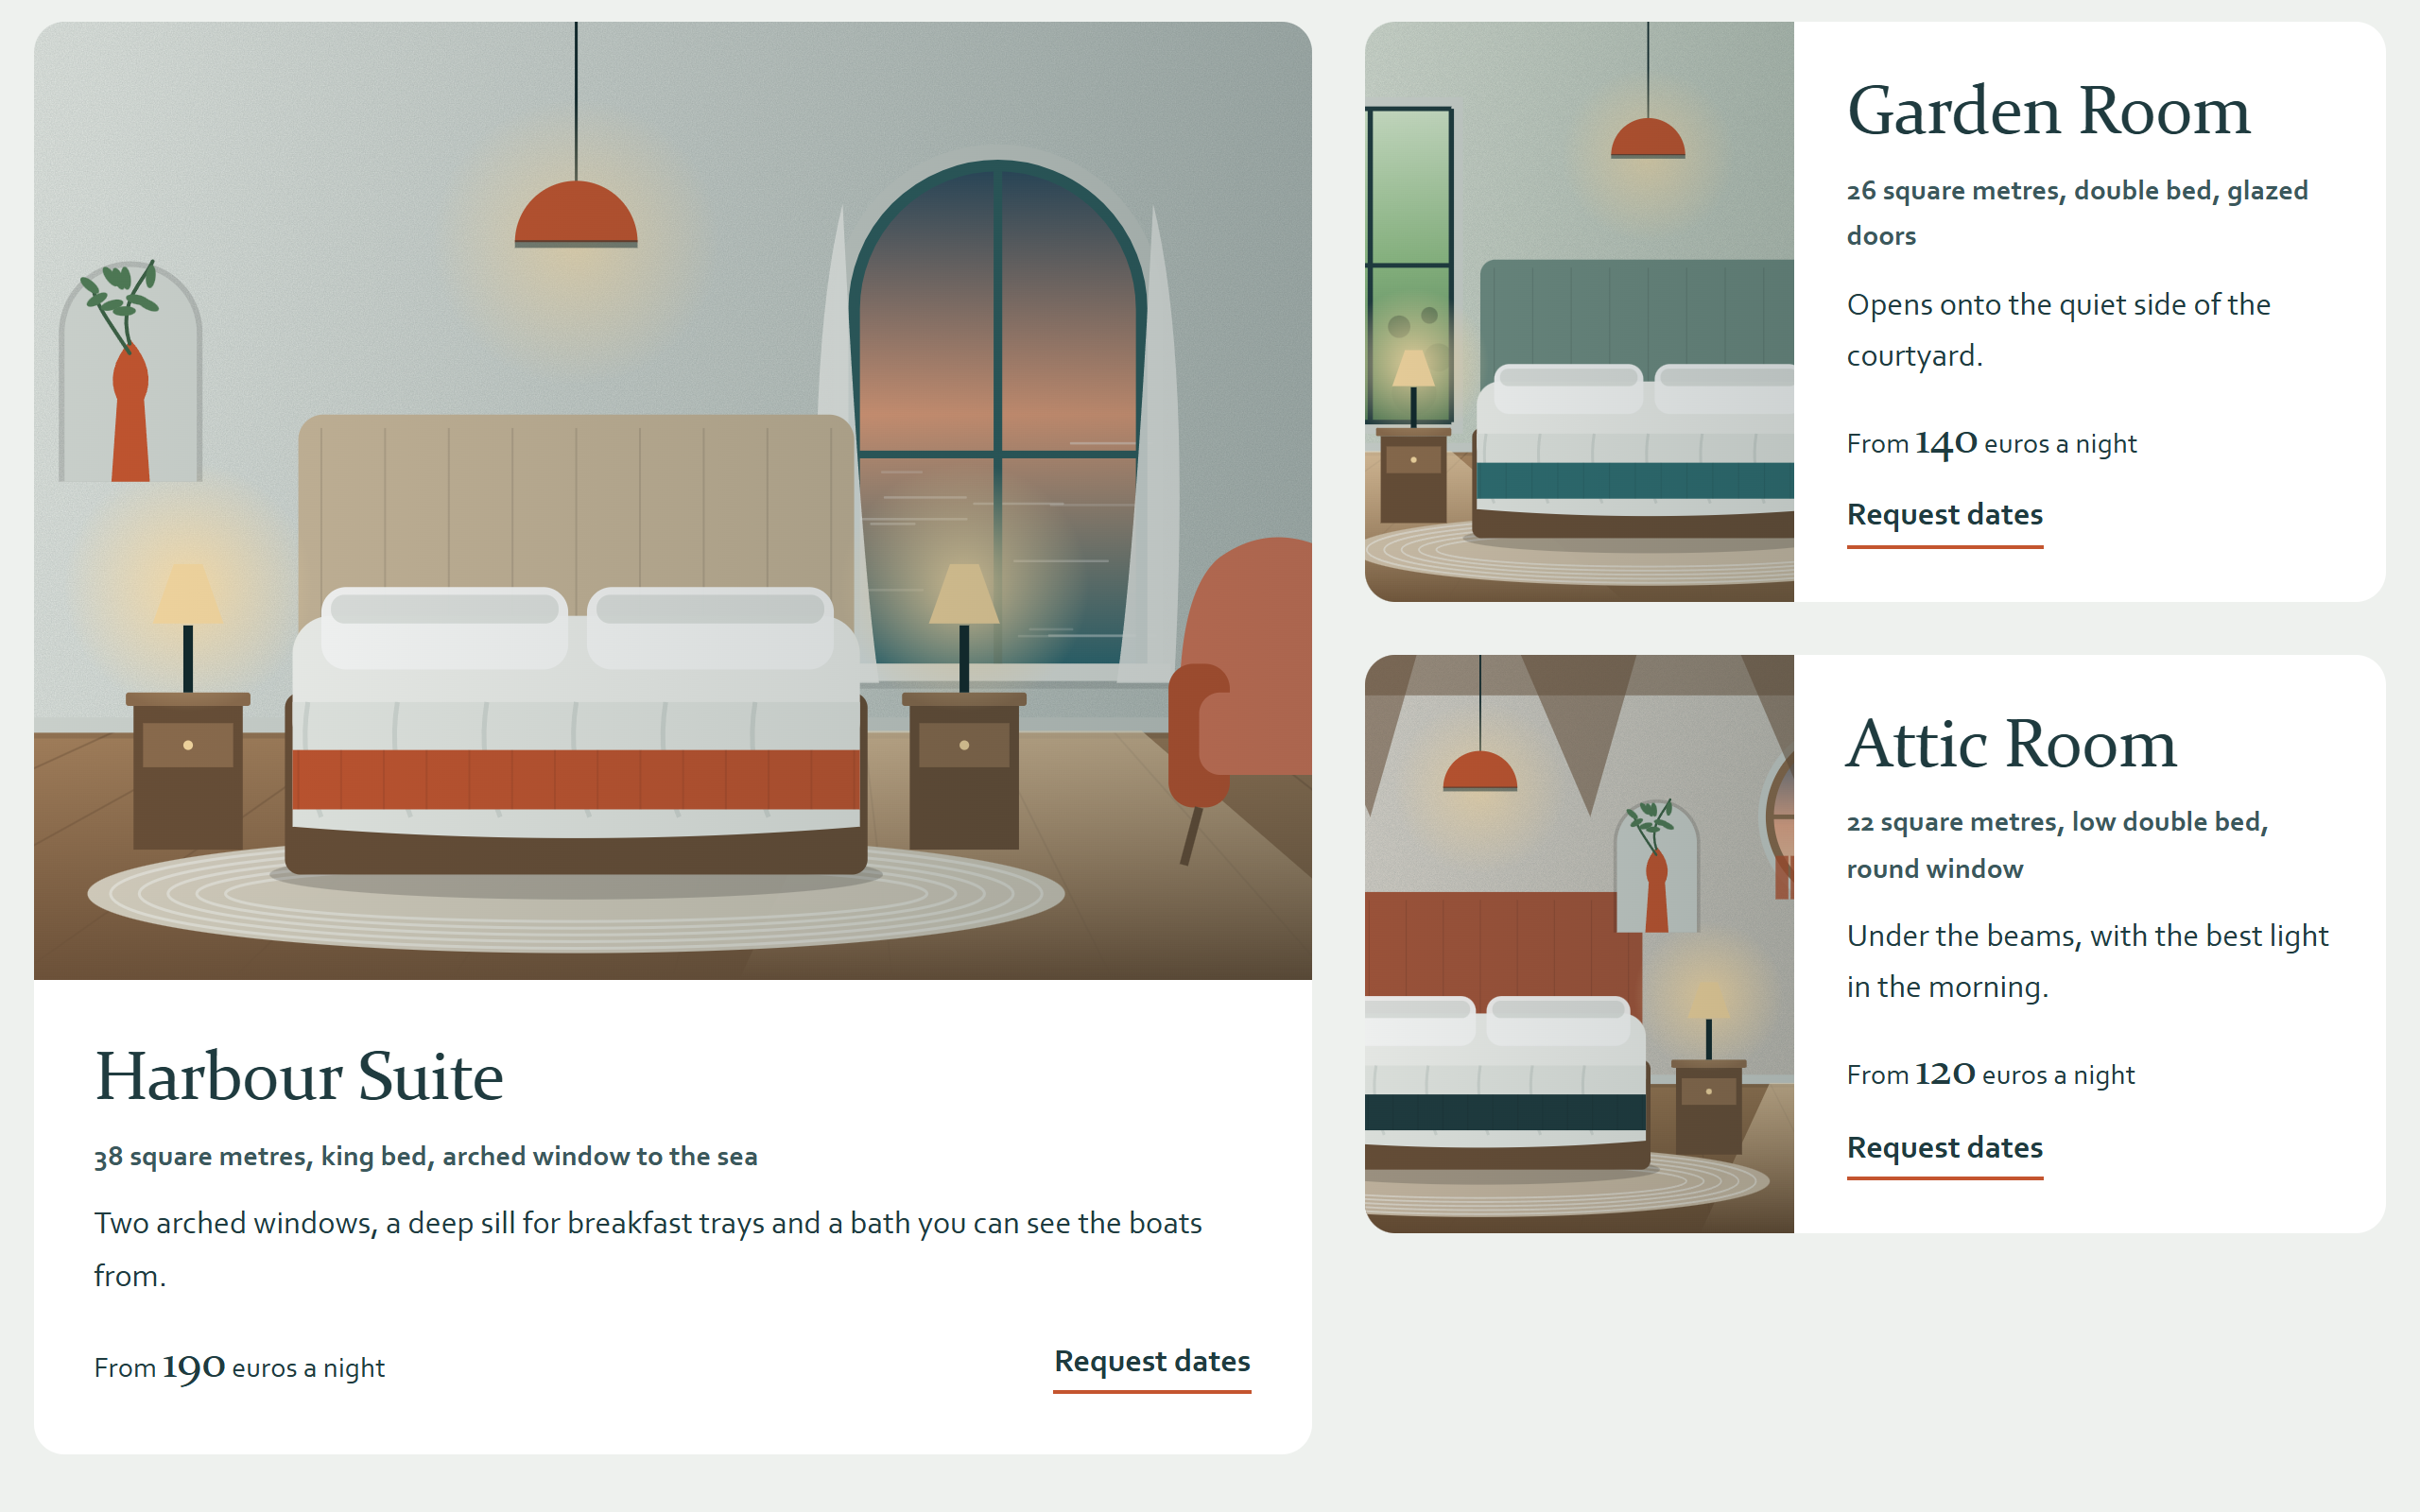 Harbour Suite
38 square metres, king bed, arched window to the sea
Two arched windows, a deep sill for breakfast trays and a bath you can see the boats
from.
From 190 euros a night
Request dates
Garden Room
26 square metres, double bed, glazed
doors
Opens onto the quiet side of the
courtyard.
From 140 euros a night
Request dates
Attic Room
22 square metres, low double bed,
round window
Under the beams, with the best light
in the morning.
From 120 euros a night
Request dates